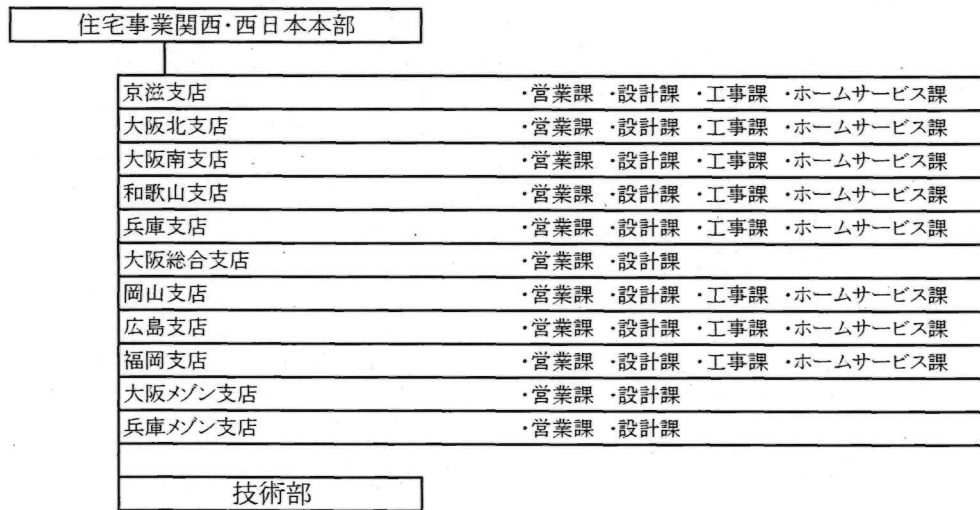 住宅事業関西・西日本本部
京滋支店 ・営業課 ・設計課 ・工事課 ・ホームサービス課
大阪北支店 ・営業課 ・設計課 ・工事課 ・ホームサービス課
大阪南支店 ・営業課 ・設計課 ・工事課 ・ホームサービス課
和歌山支店 ・営業課 ・設計課 ・工事課 ・ホームサービス課
兵庫支店 ・営業課 ・設計課 ・工事課 ・ホームサービス課
大阪総合支店 ・営業課 ・設計課
岡山支店 ・営業課 ・設計課 ・工事課 ・ホームサービス課
広島支店 ・営業課 ・設計課 ・工事課 ・ホームサービス課
福岡支店 ・営業課 ・設計課 ・工事課 ・ホームサービス課
大阪メゾン支店 ・営業課 ・設計課
兵庫メゾン支店 ・営業課 ・設計課
技術部